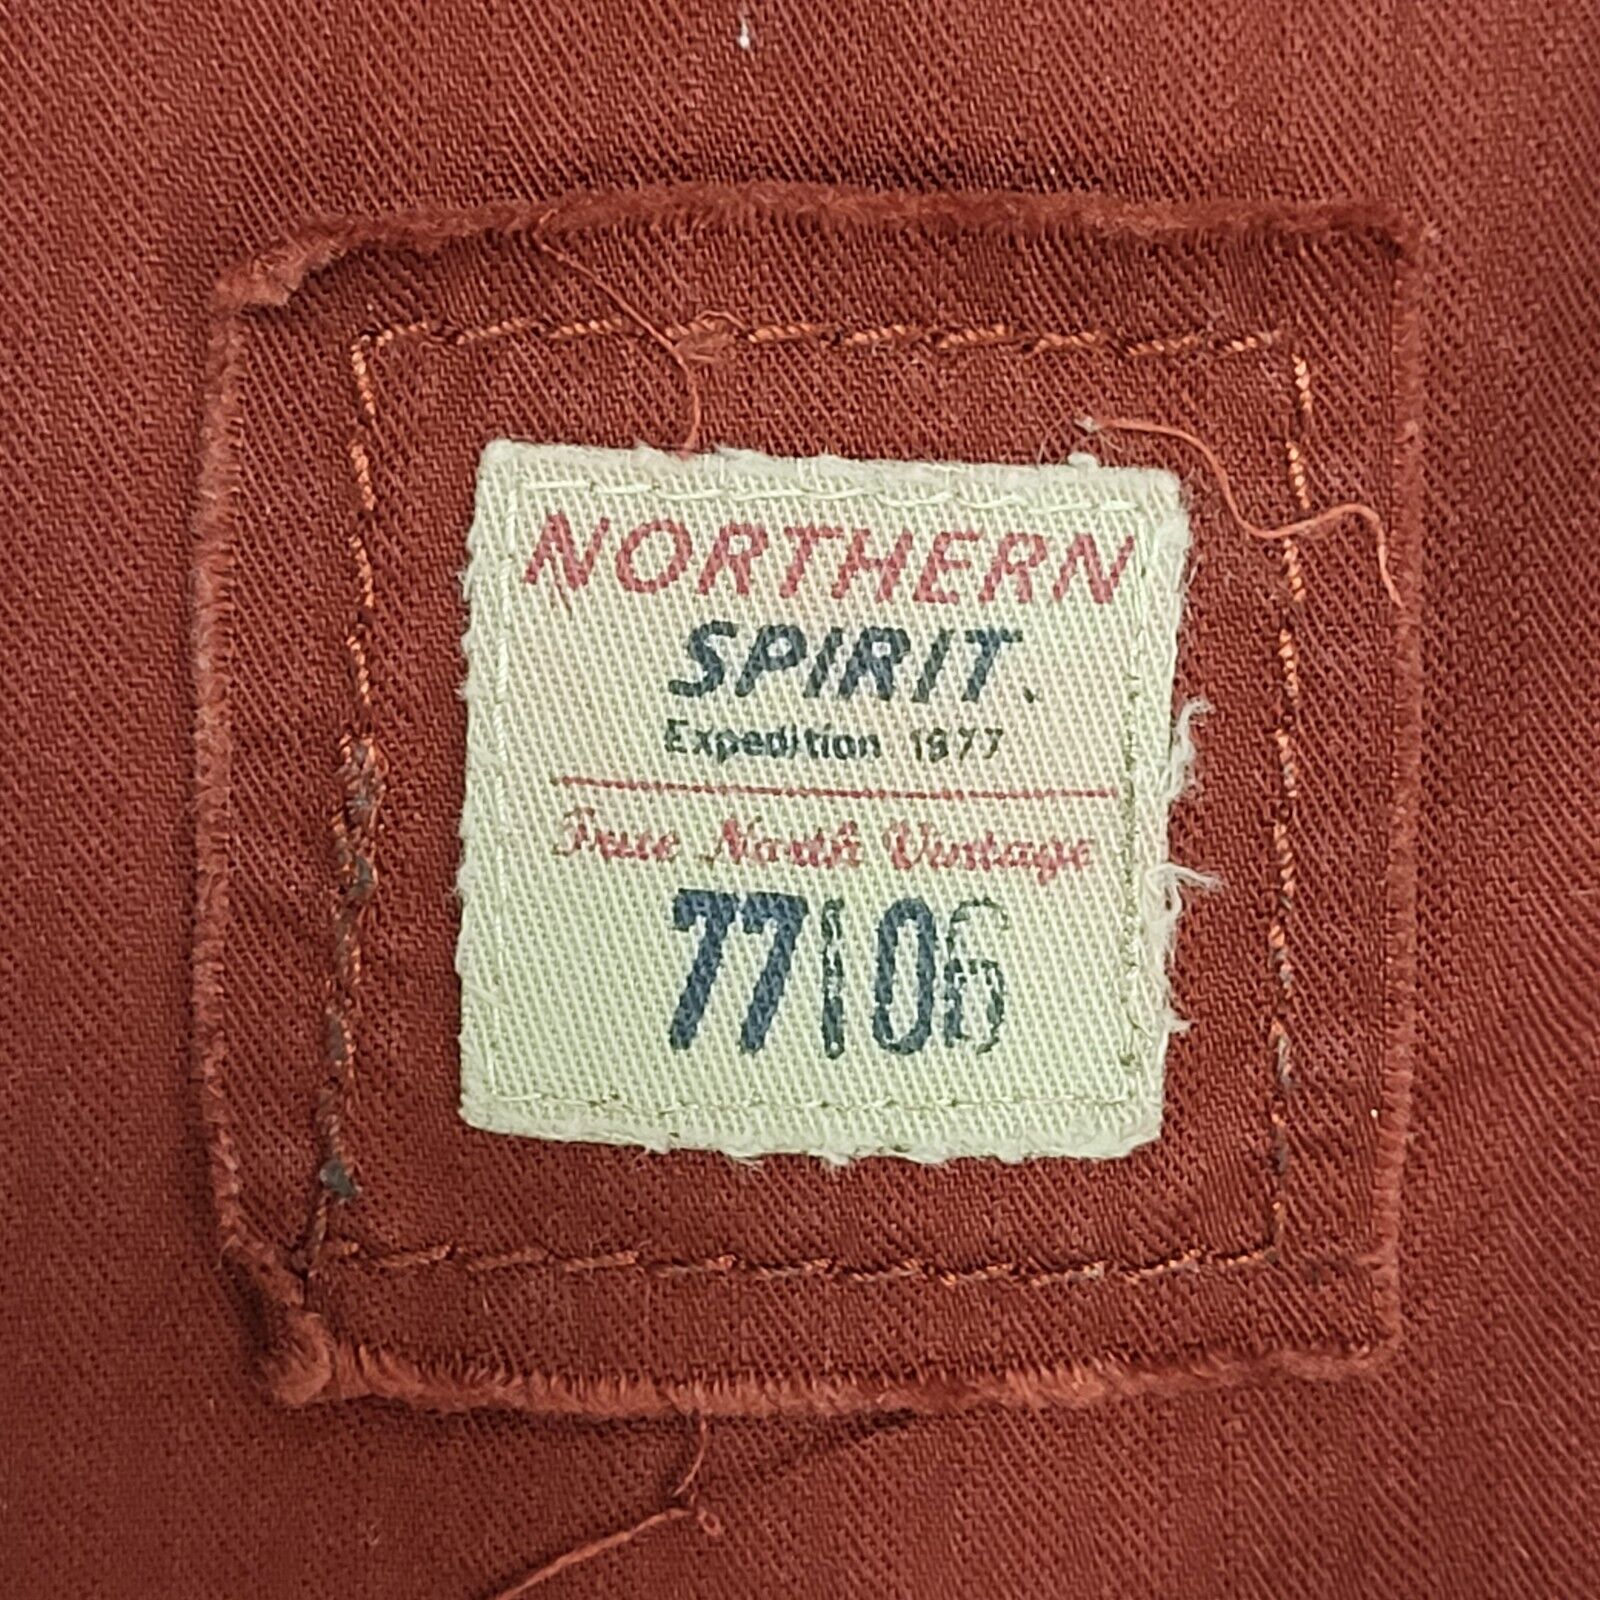 NORTHERN
SPIRIT.
Expedition 1977
True North Vintage
77106